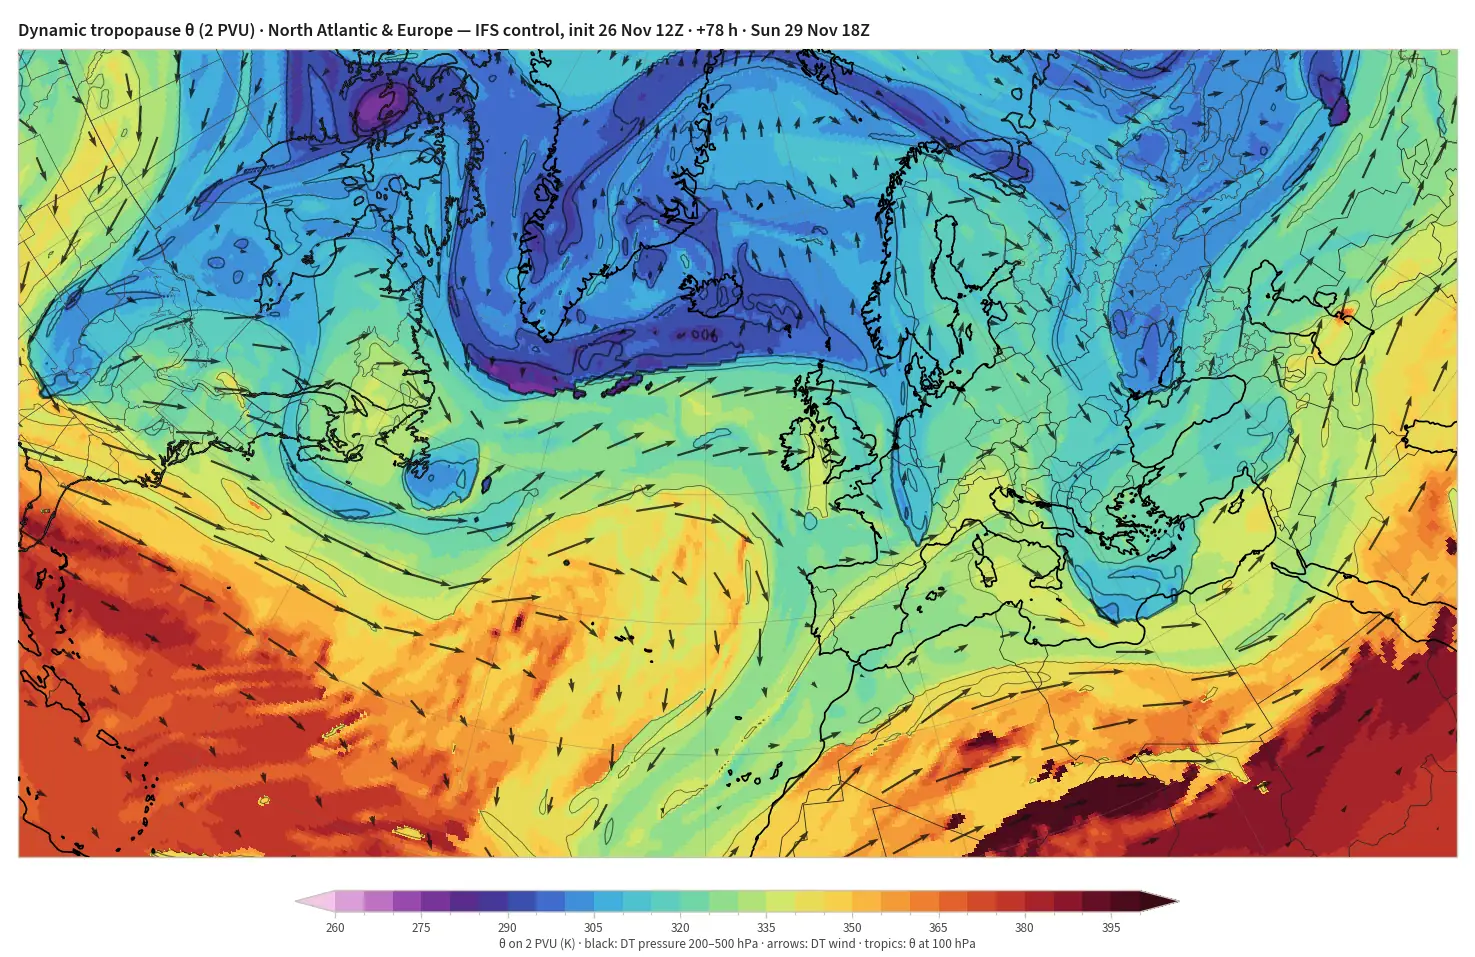 Dynamic tropopause θ (2 PVU) · North Atlantic & Europe — IFS control, init 26 Nov 12Z · +78 h · Sun 29 Nov 18Z
260 275 290 305 320 335 350 365 380 395
θ on 2 PVU (K) · black: DT pressure 200–500 hPa · arrows: DT wind · tropics: θ at 100 hPa